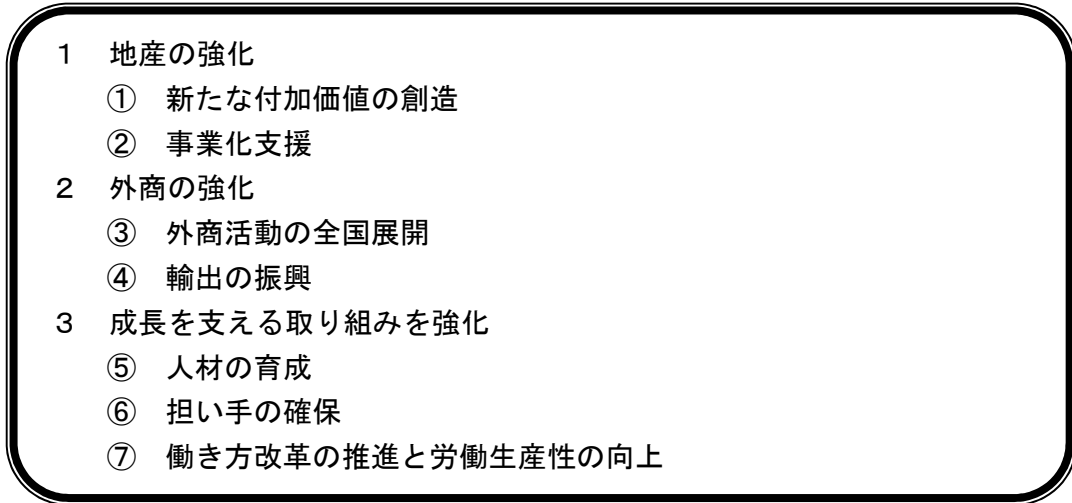 １　地産の強化
①　新たな付加価値の創造
②　事業化支援
２　外商の強化
③　外商活動の全国展開
④　輸出の振興
３　成長を支える取り組みを強化
⑤　人材の育成
⑥　担い手の確保
⑦　働き方改革の推進と労働生産性の向上